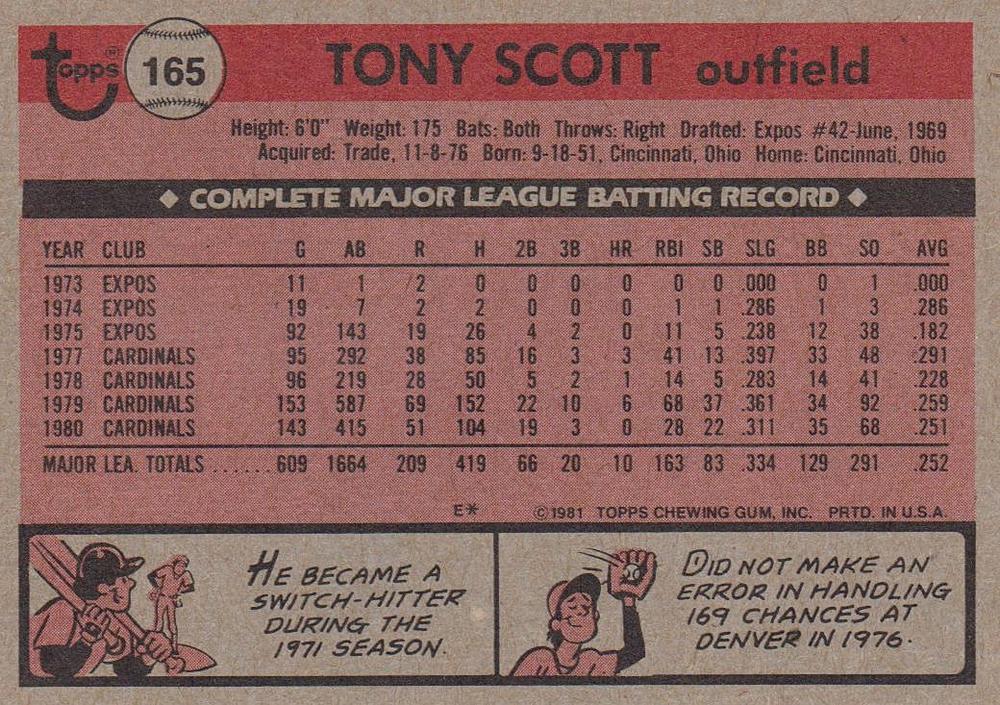 topps® 165 TONY SCOTT outfield
Height: 6'0" Weight: 175 Bats: Both Throws: Right Drafted: Expos #42-June, 1969
Acquired: Trade, 11-8-76 Born: 9-18-51, Cincinnati, Ohio Home: Cincinnati, Ohio
◆ COMPLETE MAJOR LEAGUE BATTING RECORD ◆
YEAR CLUB G AB R H 2B 3B HR RBI SB SLG BB SO AVG
1973 EXPOS 11 1 2 0 0 0 0 0 0 .000 0 1 .000
1974 EXPOS 19 7 2 2 0 0 0 1 1 .286 1 3 .286
1975 EXPOS 92 143 19 26 4 2 0 11 5 .238 12 38 .182
1977 CARDINALS 95 292 38 85 16 3 3 41 13 .397 33 48 .291
1978 CARDINALS 96 219 28 50 5 2 1 14 5 .283 14 41 .228
1979 CARDINALS 153 587 69 152 22 10 6 68 37 .361 34 92 .259
1980 CARDINALS 143 415 51 104 19 3 0 28 22 .311 35 68 .251
MAJOR LEA. TOTALS ...... 609 1664 209 419 66 20 10 163 83 .334 129 291 .252
E* ©1981 TOPPS CHEWING GUM, INC. PRTD. IN U.S.A.
HE BECAME A
SWITCH-HITTER
DURING THE
1971 SEASON.
DID NOT MAKE AN
ERROR IN HANDLING
169 CHANCES AT
DENVER IN 1976.